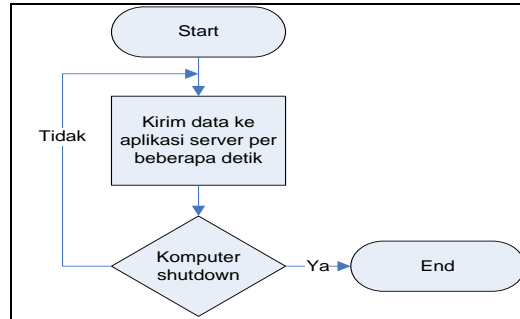 Start
Kirim data ke
aplikasi server per
beberapa detik
Tidak
Komputer
shutdown
Ya
End